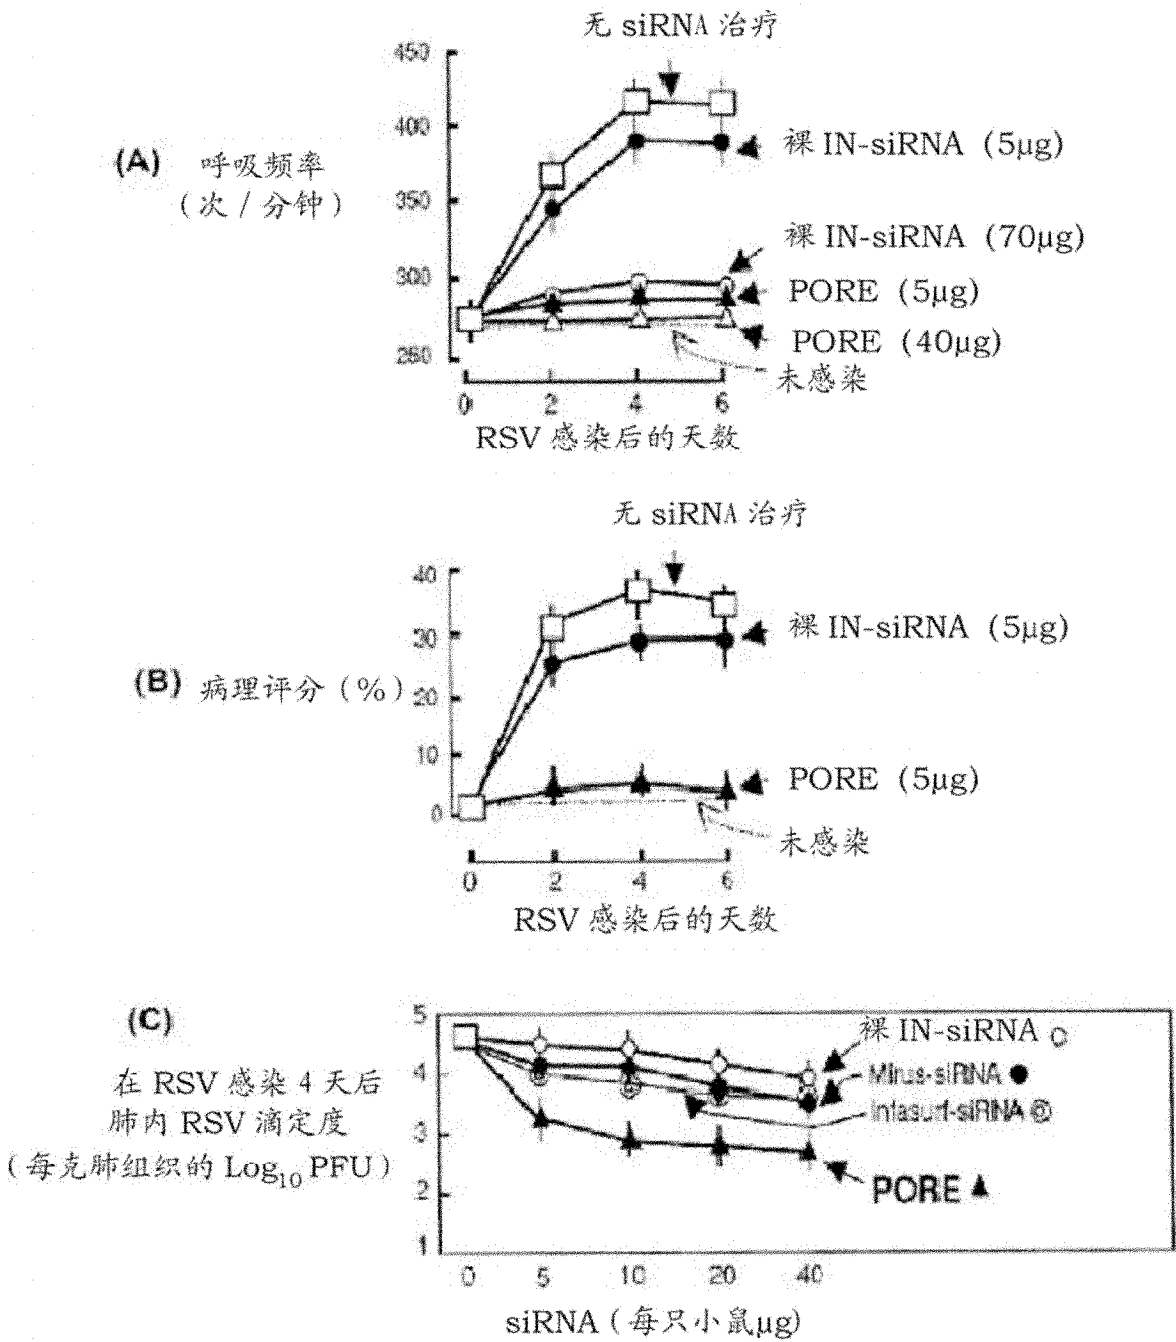 无 siRNA 治疗
450
400
350
300
250
(A) 呼吸频率
(次 / 分钟)
裸 IN-siRNA (5µg)
裸 IN-siRNA (70µg)
PORE (5µg)
PORE (40µg)
未感染
0 2 4 6
RSV 感染后的天数
无 siRNA 治疗
40
30
20
10
0
(B) 病理评分 (%)
裸 IN-siRNA (5µg)
PORE (5µg)
未感染
0 2 4 6
RSV 感染后的天数
(C)
在 RSV 感染 4 天后
肺内 RSV 滴定度
(每克肺组织的 Log10 PFU)
5
4
3
2
1
裸 IN-siRNA
Mirus-siRNA
Infasurf-siRNA
PORE
0 5 10 20 40
siRNA (每只小鼠µg)